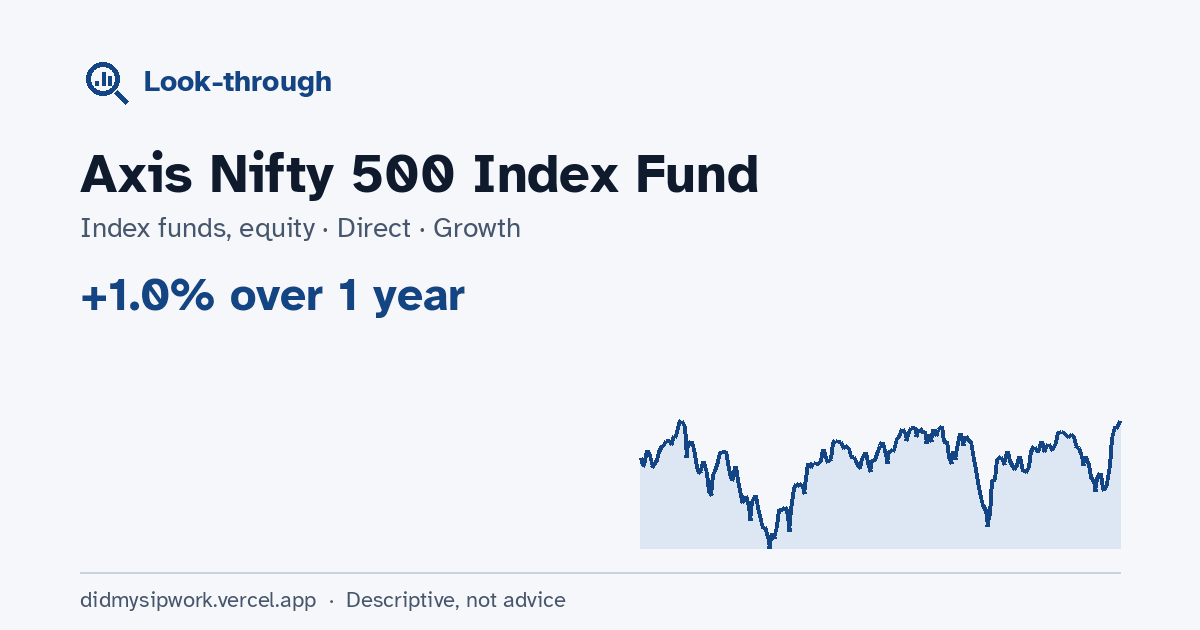 Look-through
Axis Nifty 500 Index Fund
Index funds, equity · Direct · Growth
+1.0% over 1 year
didmysipwork.vercel.app · Descriptive, not advice